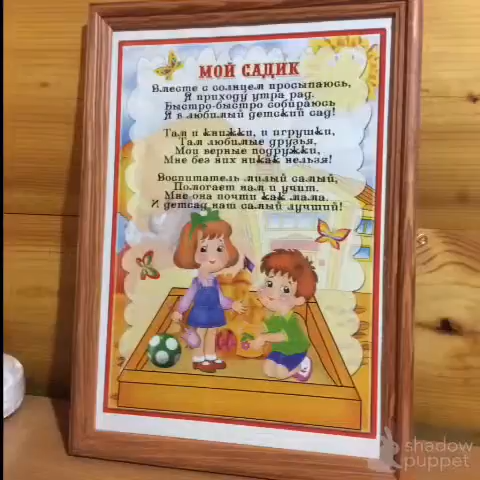 МОЙ САДИК
Вместе с солнцем просыпаюсь,
Я приходу утра рад.
Быстро-быстро собираюсь
Я в любимый детский сад!
Там и книжки, и игрушки,
Там любимые друзья,
Мои верные подружки,
Мне без них никак нельзя!
Воспитатель милый самый,
Помогает нам и учит.
Мне она почти как мама.
И детсад наш самый лучший!
shadow
puppet